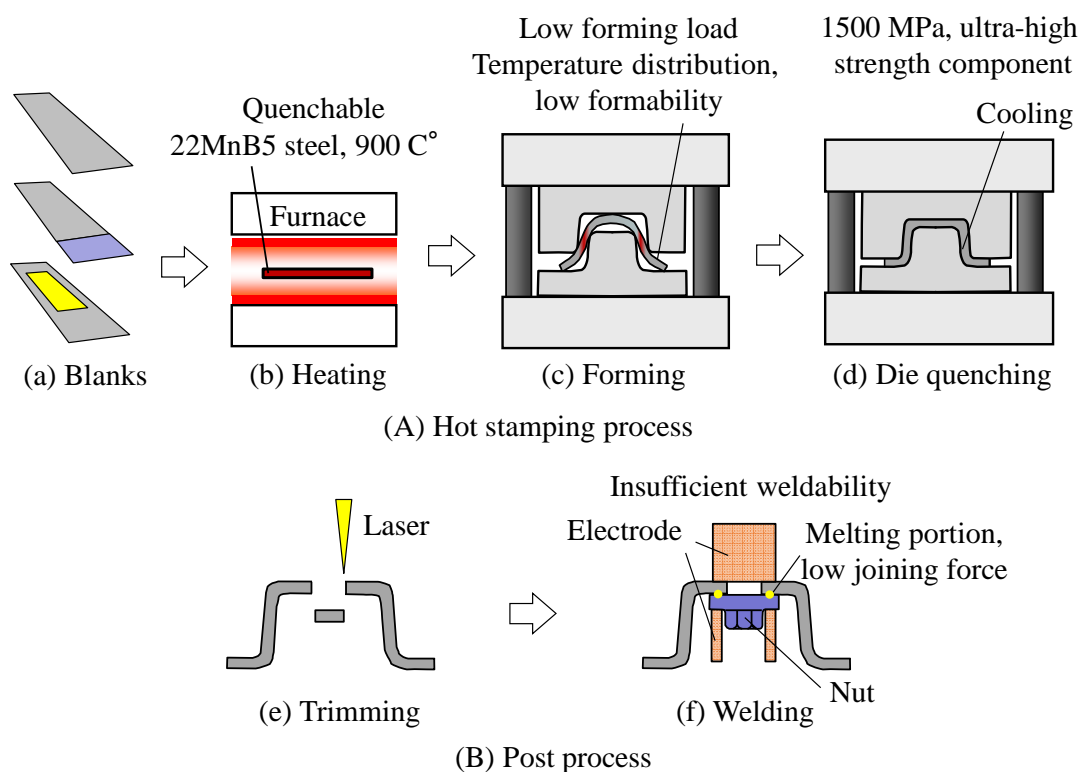 Low forming load
Temperature distribution,
low formability
1500 MPa, ultra-high
strength component
Cooling
Quenchable
22MnB5 steel, 900 C°
Furnace
(a) Blanks
(b) Heating
(c) Forming
(d) Die quenching
(A) Hot stamping process
Laser
Insufficient weldability
Electrode
Melting portion,
low joining force
Nut
(e) Trimming
(f) Welding
(B) Post process